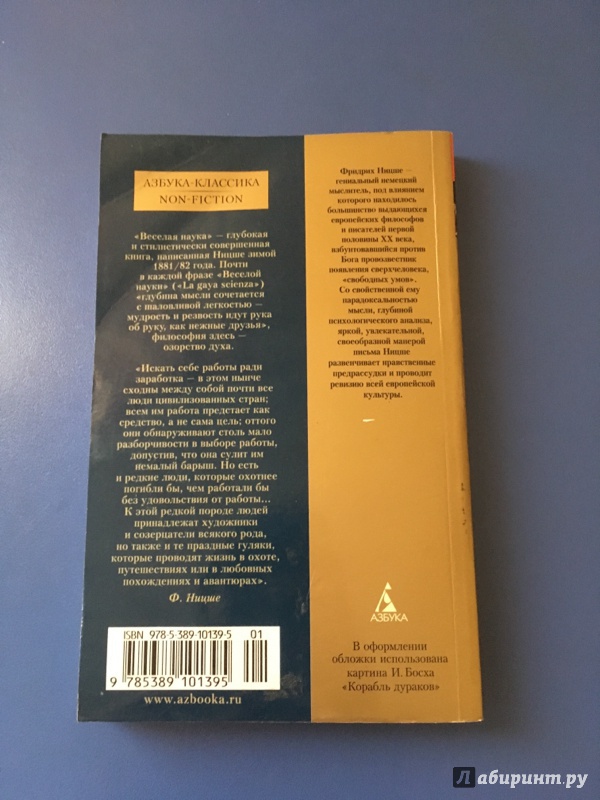 АЗБУКА-КЛАССИКА
NON-FICTION
«Веселая наука» — глубокая
и стилистически совершенная
книга, написанная Ницше зимой
1881/82 года. Почти
в каждой фразе «Веселой
науки» («La gaya scienza»)
«глубина мысли сочетается
с шаловливой легкостью —
мудрость и резвость идут рука
об руку, как нежные друзья»,
философия здесь —
озорство духа.
«Искать себе работы ради
заработка — в этом нынче
сходны между собой почти все
люди цивилизованных стран;
всем им работа предстает как
средство, а не сама цель; оттого
они обнаруживают столь мало
разборчивости в выборе работы,
допустив, что она сулит им
немалый барыш. Но есть
и редкие люди, которые охотнее
погибли бы, чем работали бы
без удовольствия от работы...
К этой редкой породе людей
принадлежат художники
и созерцатели всякого рода,
но также и те праздные гуляки,
которые проводят жизнь в охоте,
путешествиях или в любовных
похождениях и авантюрах».
Ф. Ницше
ISBN 978-5-389-10139-5 01
9 785389 101395
www.azbooka.ru
Фридрих Ницше —
гениальный немецкий
мыслитель, под влиянием
которого находилось
большинство выдающихся
европейских философов
и писателей первой
половины XX века,
взбунтовавшийся против
Бога провозвестник
появления сверхчеловека,
«свободных умов».
Со свойственной ему
парадоксальностью
мысли, глубиной
психологического анализа,
яркой, увлекательной,
своеобразной манерой
письма Ницше
развенчивает нравственные
предрассудки и проводит
ревизию всей европейской
культуры.
АЗБУКА
В оформлении
обложки использована
картина И. Босха
«Корабль дураков»
Лабиринт.ру